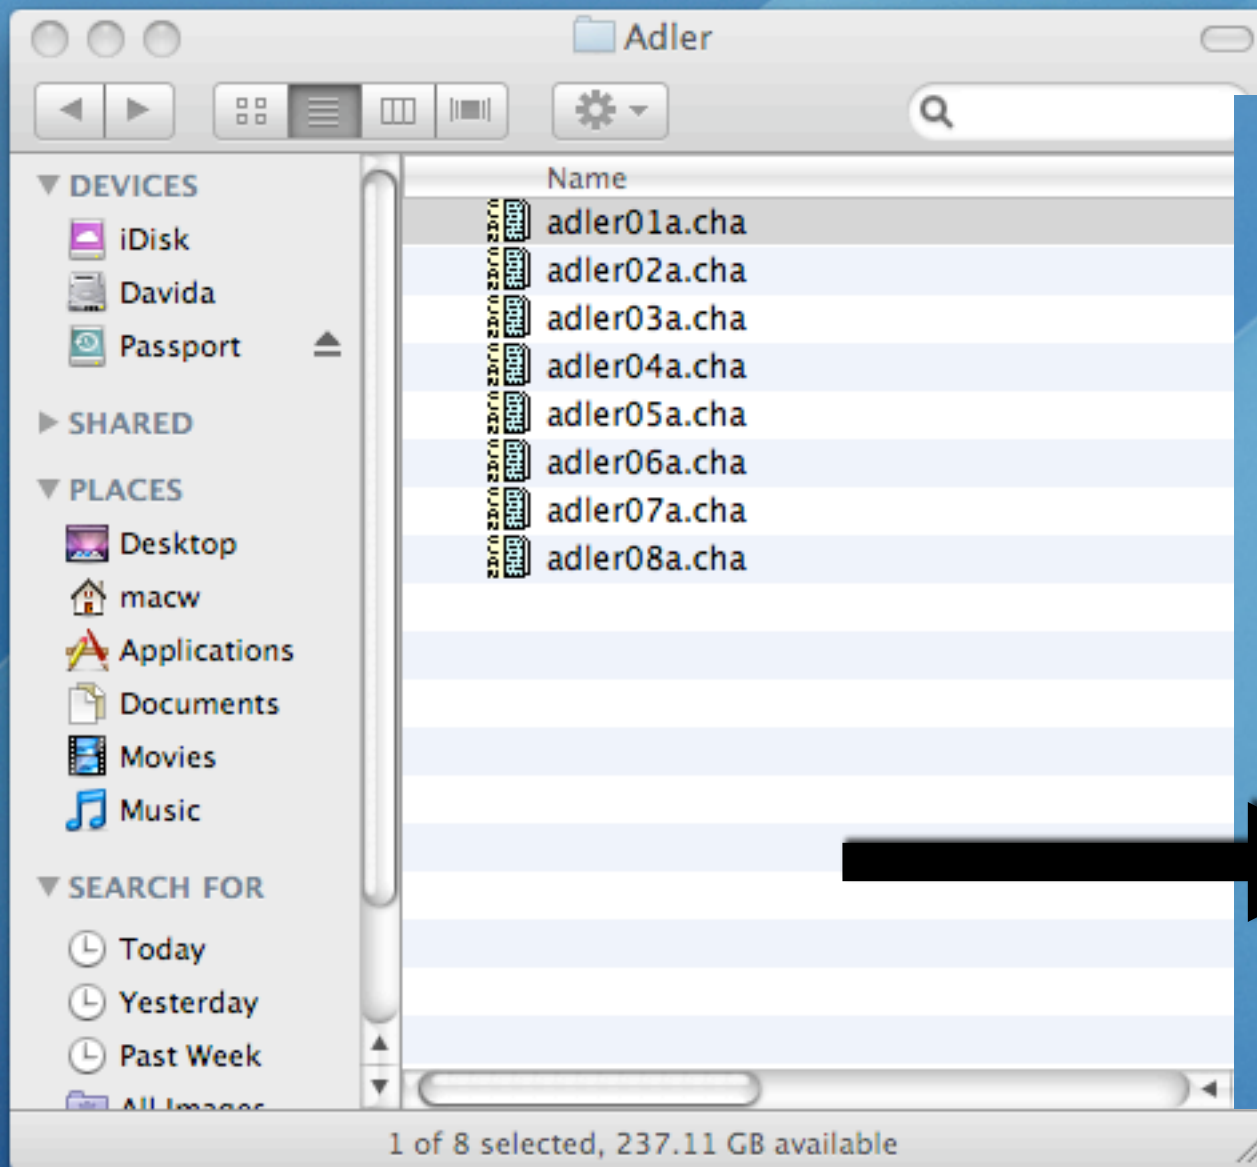 Adler
DEVICES
iDisk
Davida
Passport
SHARED
PLACES
Desktop
macw
Applications
Documents
Movies
Music
SEARCH FOR
Today
Yesterday
Past Week
All Images
Name
adler01a.cha
adler02a.cha
adler03a.cha
adler04a.cha
adler05a.cha
adler06a.cha
adler07a.cha
adler08a.cha
1 of 8 selected, 237.11 GB available